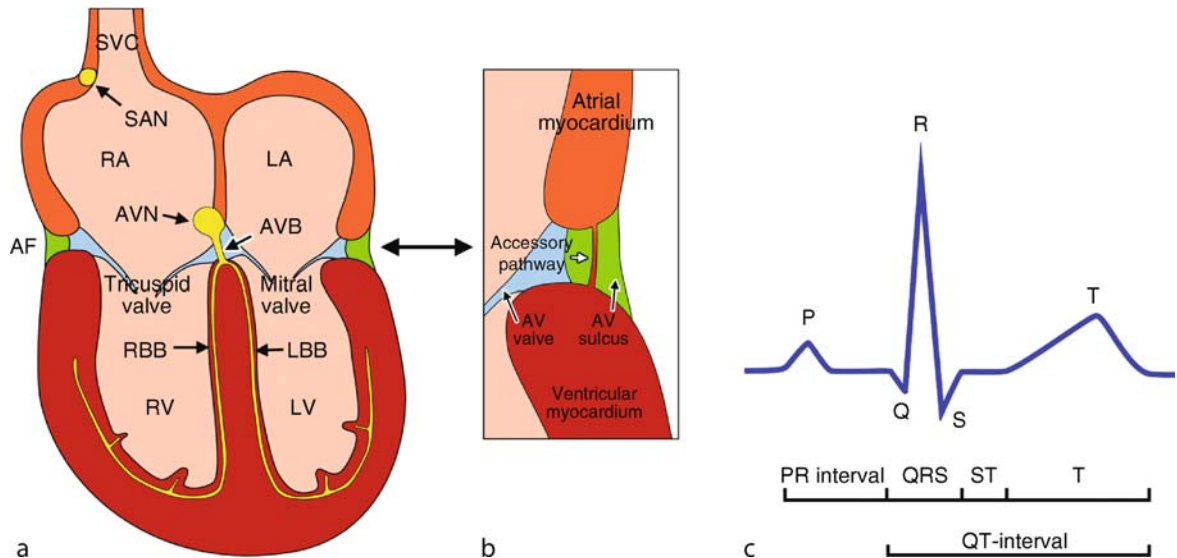 SVC
SAN
RA
LA
AVN
AVB
AF
Tricuspid
valve
Mitral
valve
RBB
LBB
RV
LV
a
Atrial
myocardium
Accessory
pathway
AV
valve
AV
sulcus
Ventricular
myocardium
b
R
P
T
Q
S
PR interval
QRS
ST
T
QT-interval
c